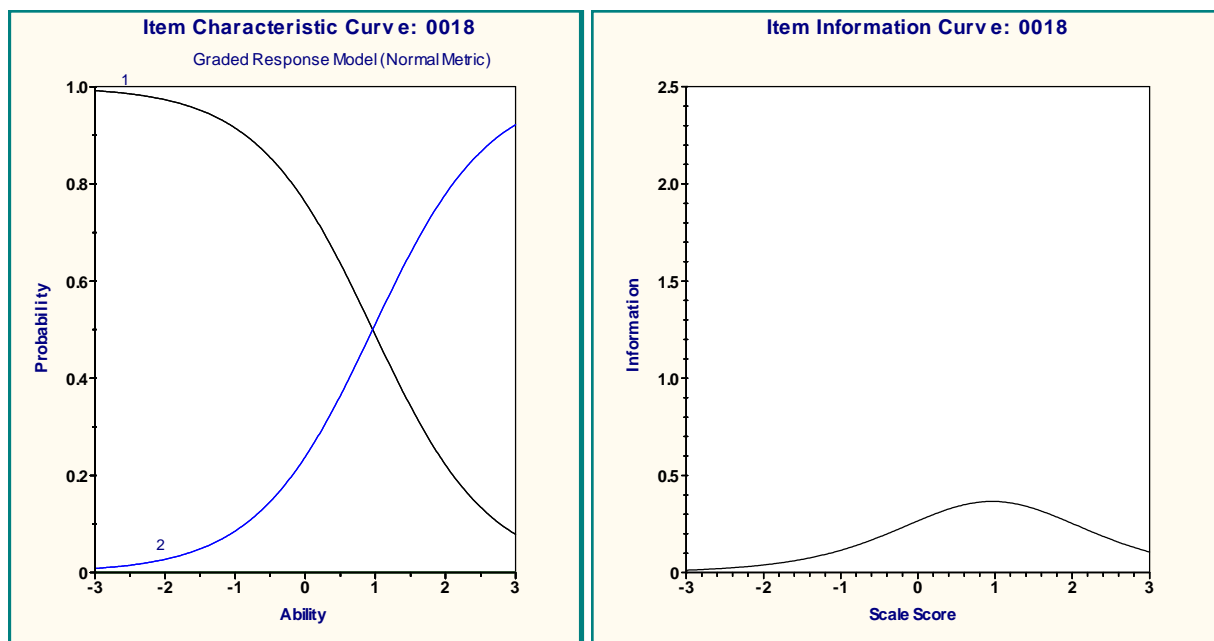 Item Characteristic Curve: 0018
Graded Response Model (Normal Metric)
1
1.0
0.8
0.6
0.4
0.2
0
Probability
2
-3 -2 -1 0 1 2 3
Ability
Item Information Curve: 0018
2.5
2.0
1.5
1.0
0.5
0
Information
-3 -2 -1 0 1 2 3
Scale Score